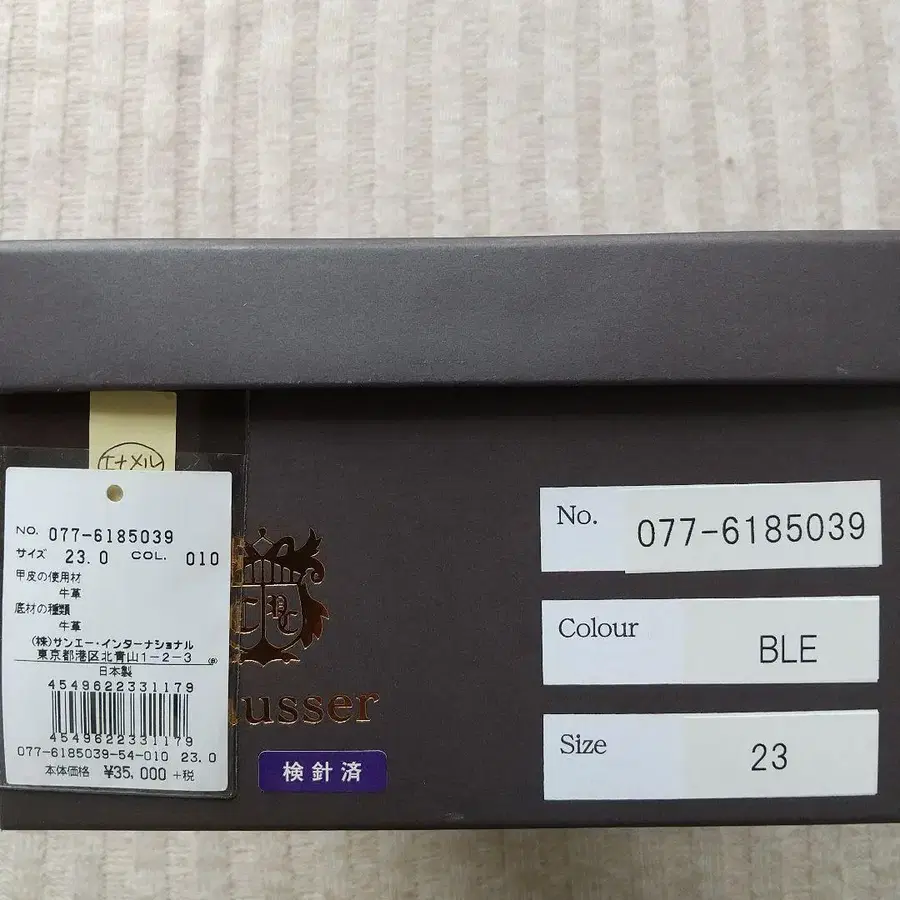 エナメル
NO. 077-6185039
サイズ 23.0 COL. 010
甲皮の使用材
牛革
底材の種類
牛革
(株)サンエー・インターナショナル
東京都港区北青山1-2-3
日本製
4549622331179
4549622331179
077-6185039-54-010 23.0
本体価格 ¥35,000+税
usser
検針済
No. 077-6185039
Colour BLE
Size 23